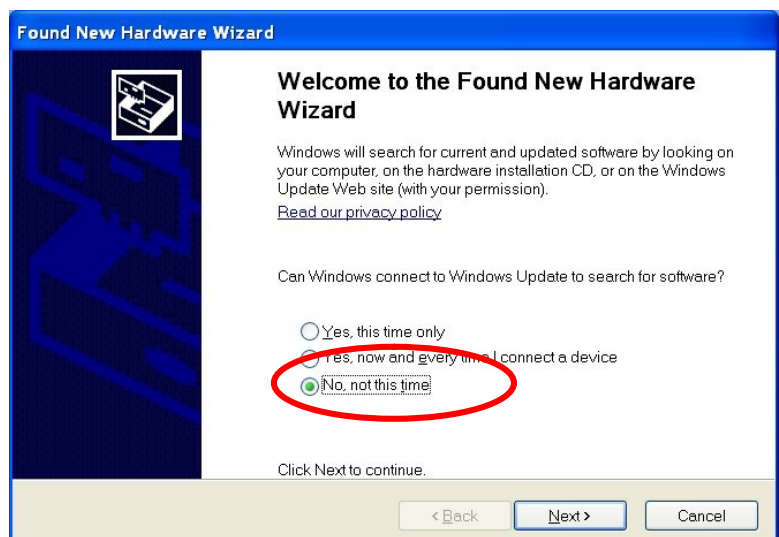 Found New Hardware Wizard
Welcome to the Found New Hardware
Wizard
Windows will search for current and updated software by looking on
your computer, on the hardware installation CD, or on the Windows
Update Web site (with your permission).
Read our privacy policy
Can Windows connect to Windows Update to search for software?
Yes, this time only
Yes, now and every time I connect a device
No, not this time
Click Next to continue.
< Back
Next >
Cancel